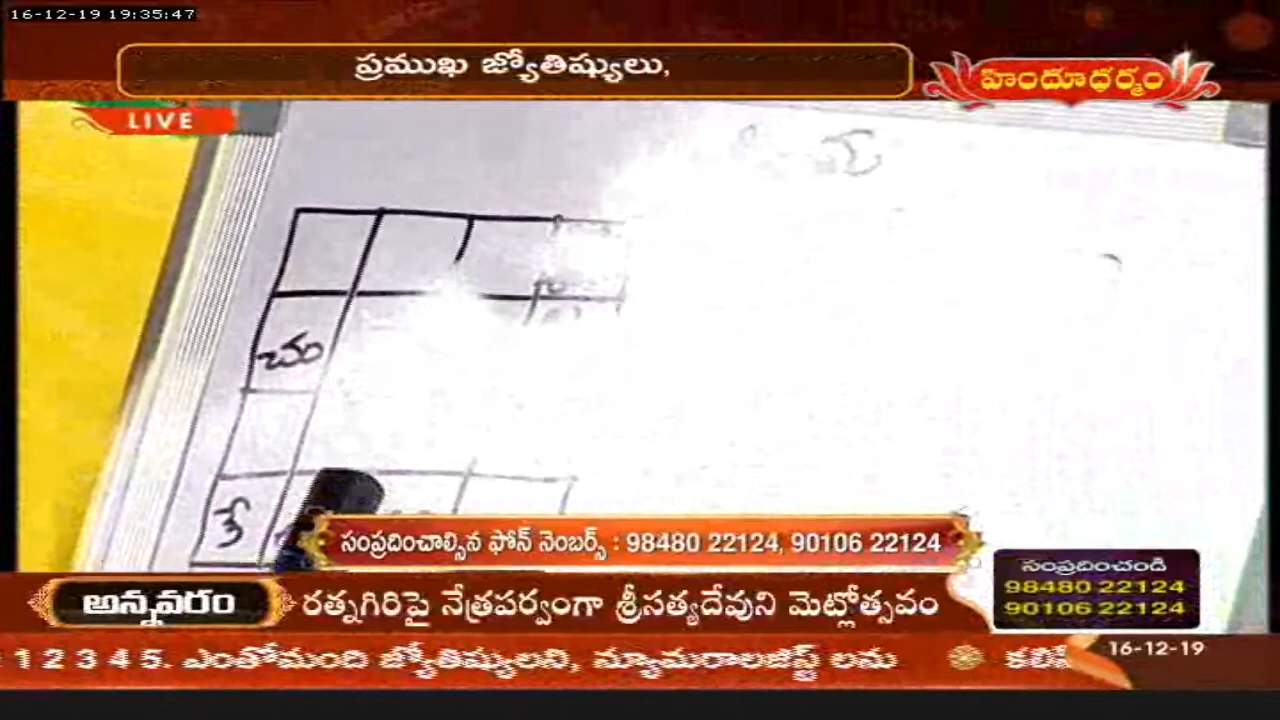 16-12-19 19:35:47
ప్రముఖ జ్యోతిష్యులు,
హిందూధర్మం
LIVE
చం
కే
సంప్రదించాల్సిన ఫోన్ నెంబర్స్ : 98480 22124, 90106 22124
సంప్రదించండి
98480 22124
90106 22124
అన్నవరం
రత్నగిరిపై నేత్రపర్వంగా శ్రీసత్యదేవుని మెట్లోత్సవం
1 2 3 4 5. ఎంతోమంది జ్యోతిష్యులని, న్యూమరాలజిస్ట్ లను
16-12-19